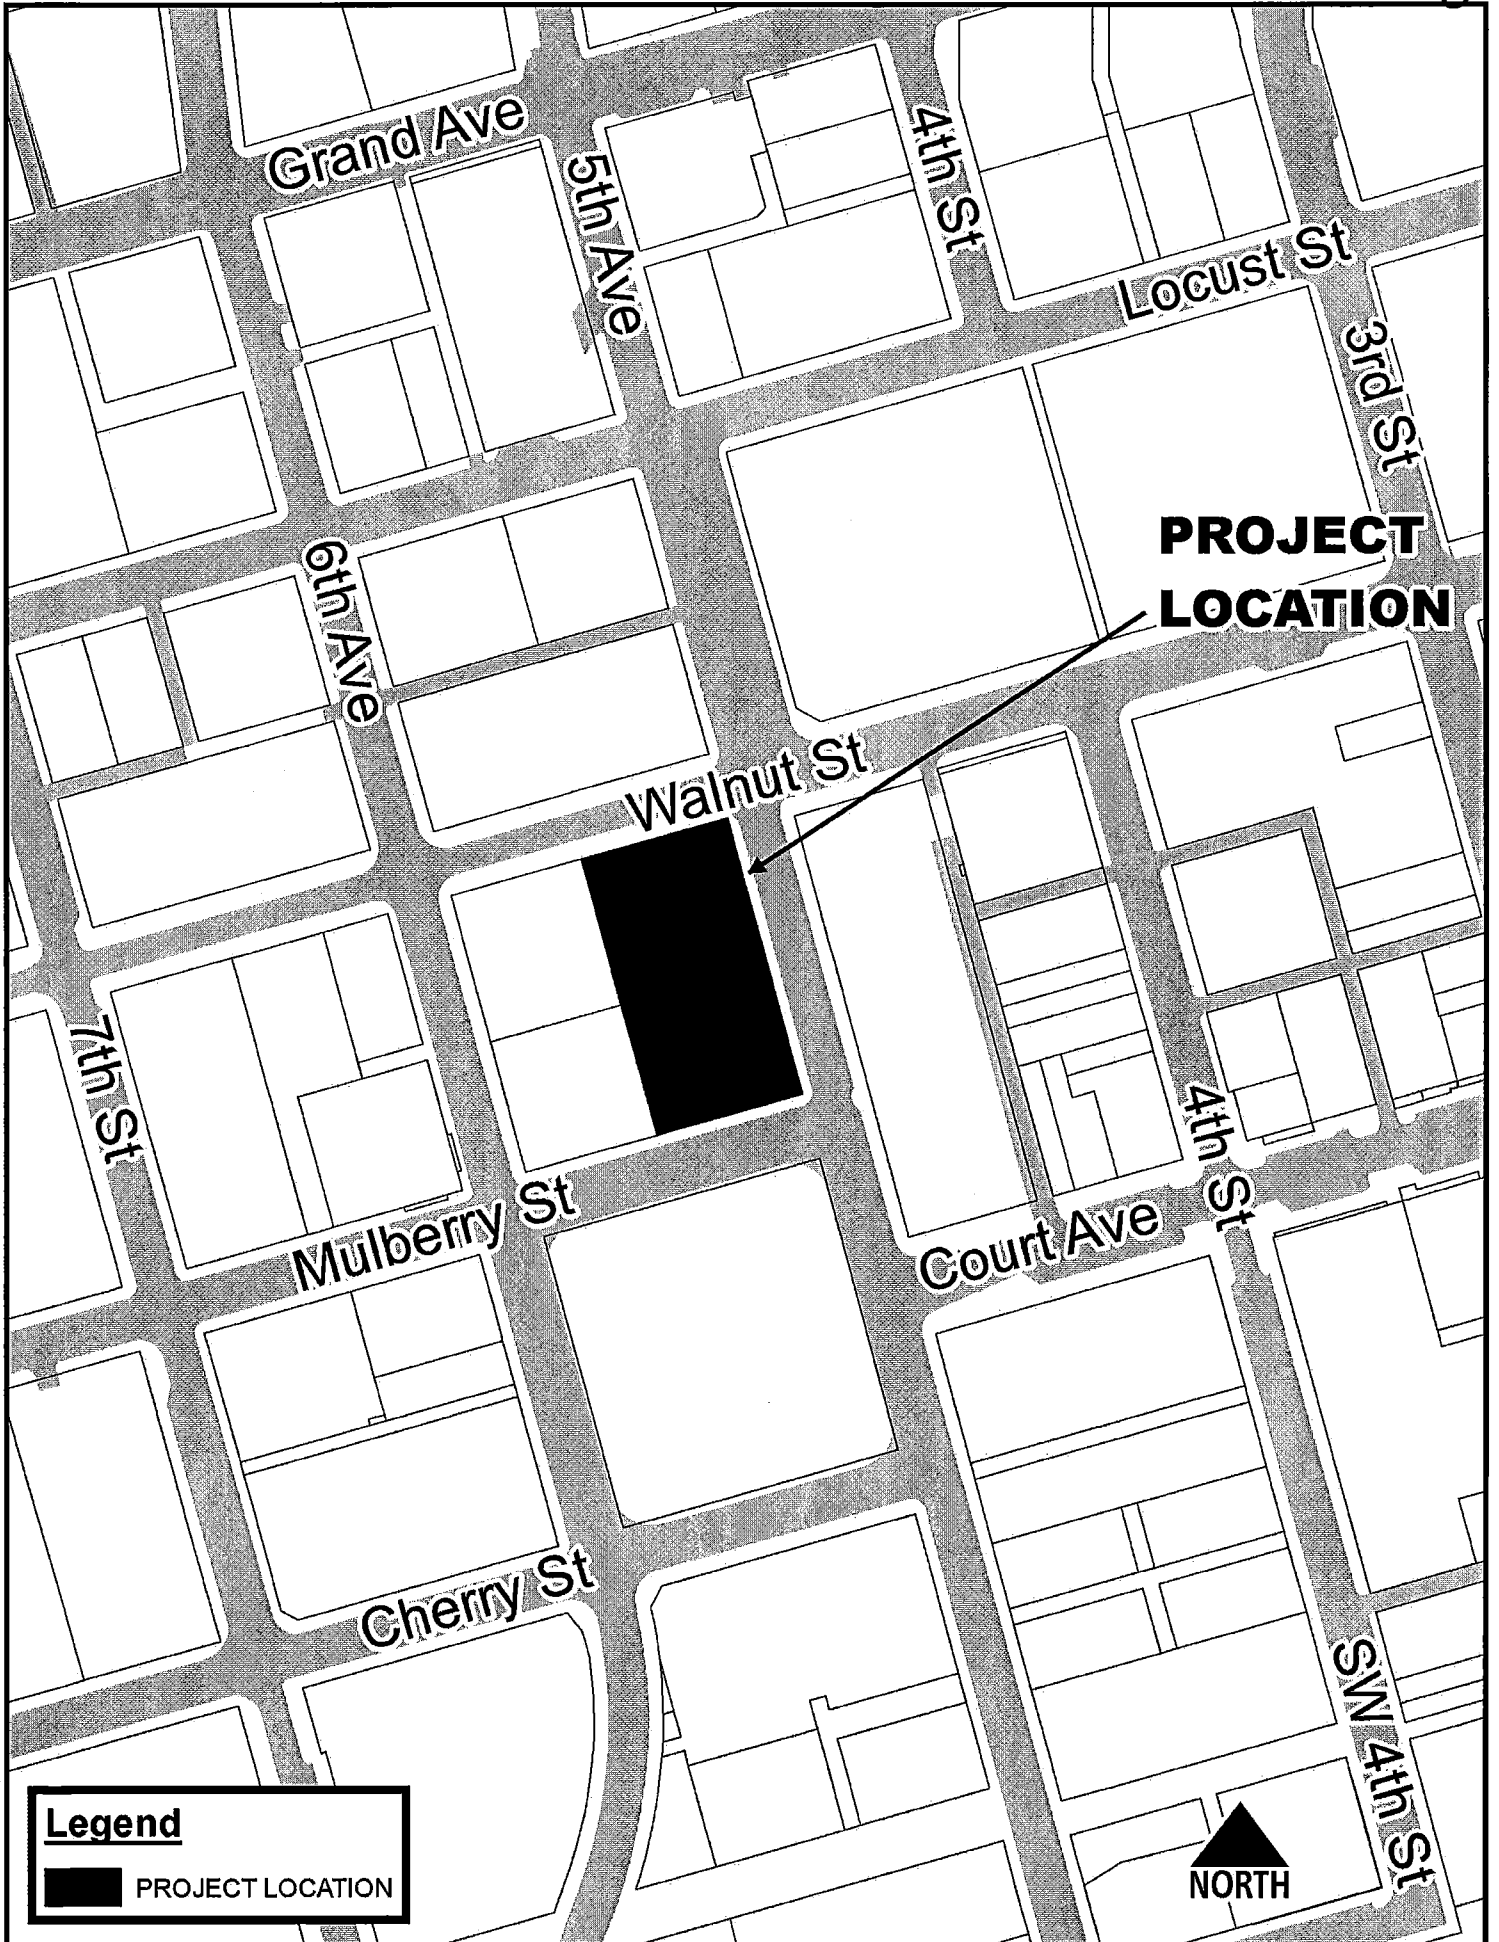 Grand Ave
5th Ave
4th St
Locust St
3rd St
PROJECT
LOCATION
6th Ave
Walnut St
7th St
4th St
Mulberry St
Court Ave
Cherry St
SW 4th St
Legend
PROJECT LOCATION
NORTH